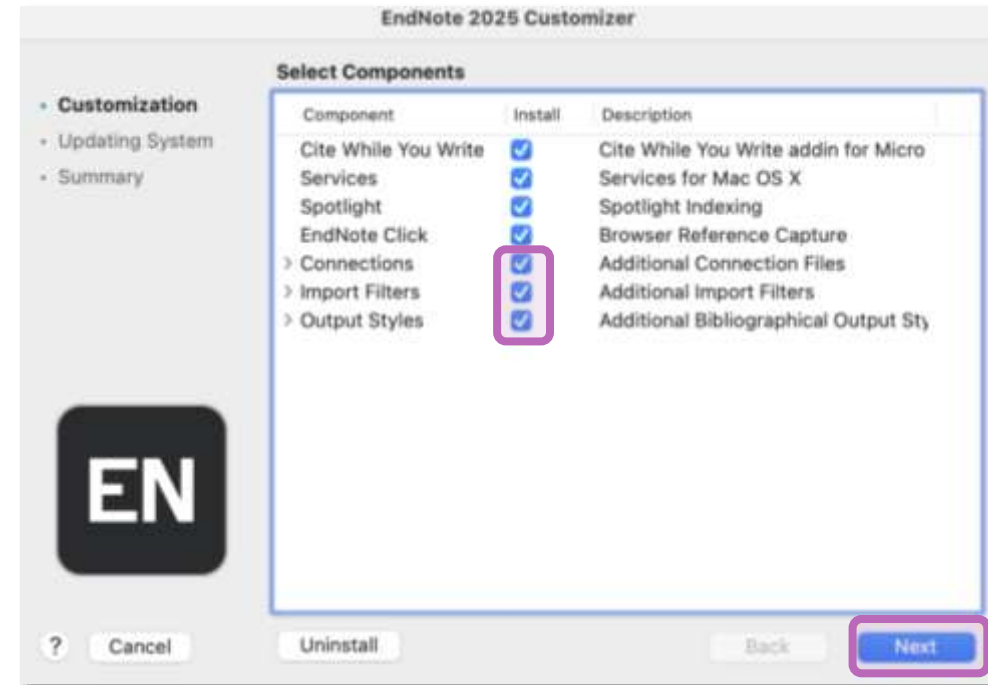 EndNote 2025 Customizer
Select Components
• Customization
• Updating System
• Summary
Component Install Description
Cite While You Write Cite While You Write addin for Micro
Services Services for Mac OS X
Spotlight Spotlight Indexing
EndNote Click Browser Reference Capture
> Connections Additional Connection Files
> Import Filters Additional Import Filters
> Output Styles Additional Bibliographical Output Sty
EN
? Cancel Uninstall Back Next